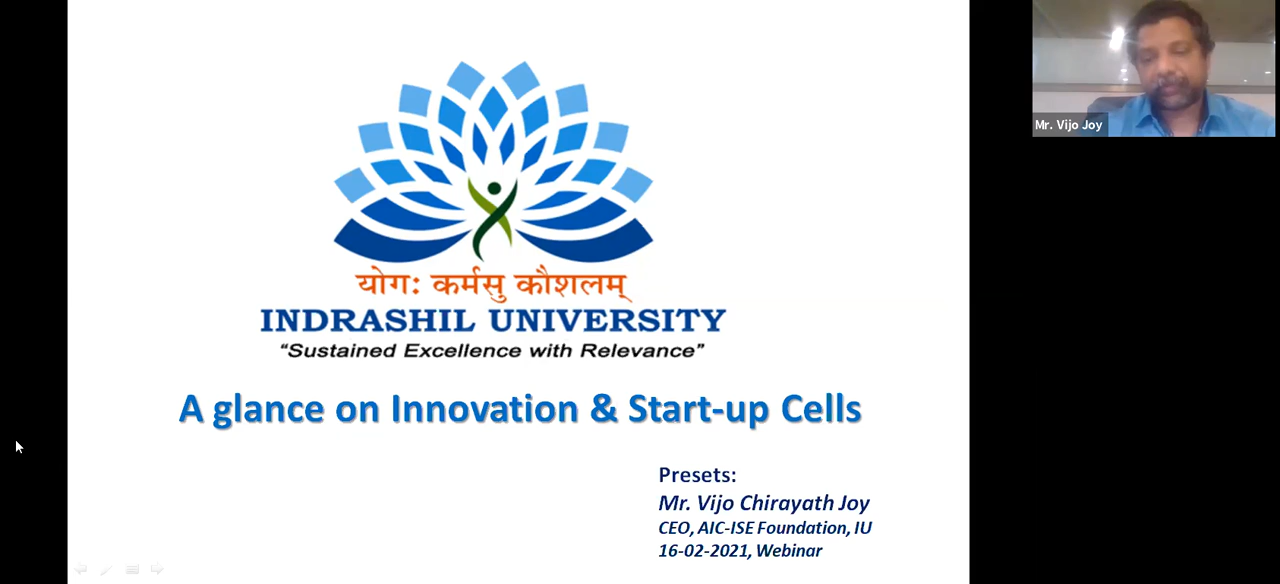 योगः कर्मसु कौशलम्
INDRASHIL UNIVERSITY
“Sustained Excellence with Relevance”
A glance on Innovation & Start-up Cells
Presets:
Mr. Vijo Chirayath Joy
CEO, AIC-ISE Foundation, IU
16-02-2021, Webinar
Mr. Vijo Joy